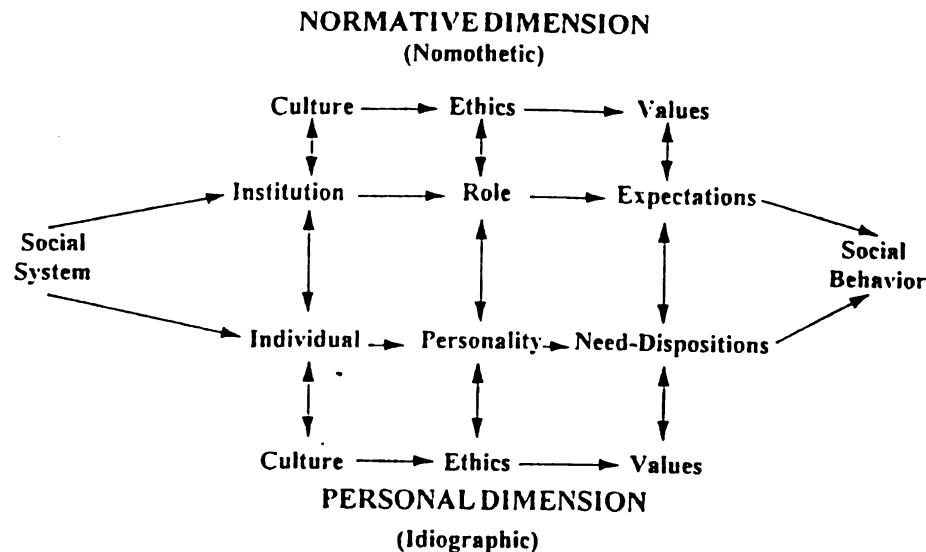 NORMATIVE DIMENSION
(Nomothetic)
Culture Ethics Values
Institution Role Expectations
Social
System
Social
Behavior
Individual Personality Need-Dispositions
Culture Ethics Values
PERSONAL DIMENSION
(Idiographic)